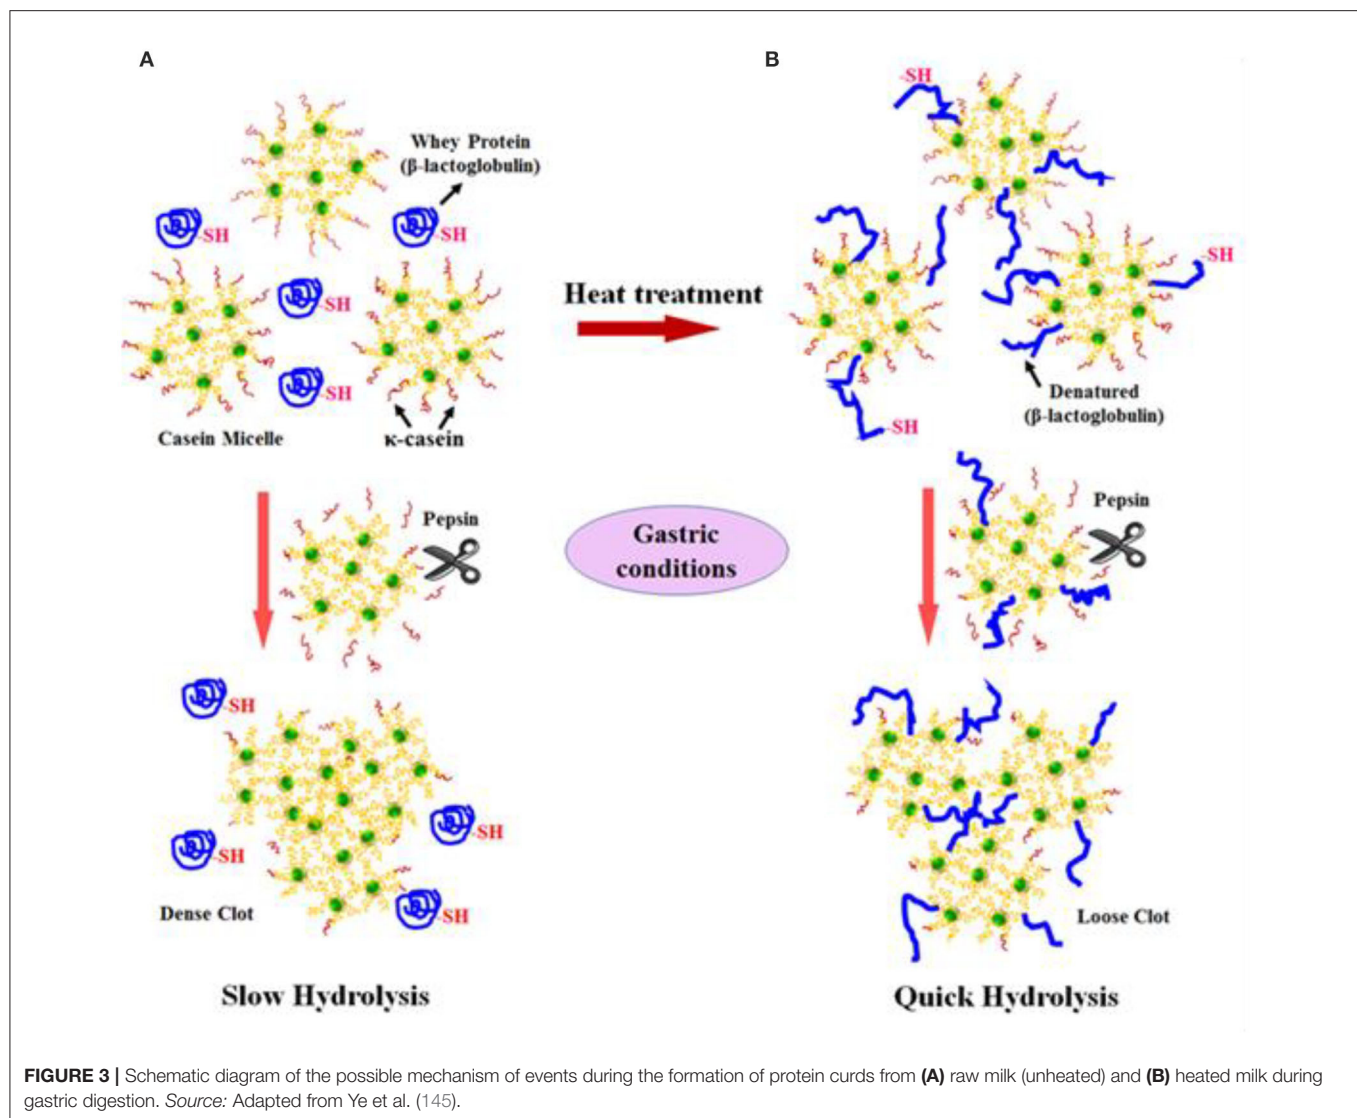 A
B
-SH
Whey Protein
(β-lactoglobulin)
-SH
-SH
-SH
-SH
-SH
Heat treatment
Casein Micelle
κ-casein
Denatured
(β-lactoglobulin)
-SH
Pepsin
Pepsin
Gastric
conditions
-SH
-SH
-SH
-SH
Dense Clot
Loose Clot
Slow Hydrolysis
Quick Hydrolysis
FIGURE 3 | Schematic diagram of the possible mechanism of events during the formation of protein curds from (A) raw milk (unheated) and (B) heated milk during
gastric digestion. Source: Adapted from Ye et al. (145).